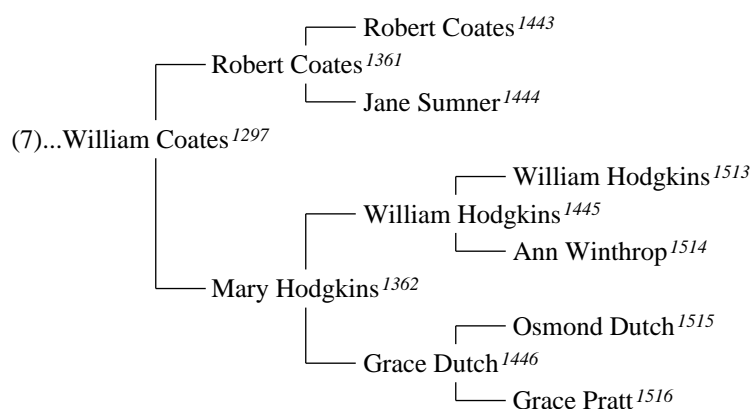 Robert Coates1443
Robert Coates1361
Jane Sumner1444
(7)...William Coates1297
William Hodgkins1513
William Hodgkins1445
Ann Winthrop1514
Mary Hodgkins1362
Osmond Dutch1515
Grace Dutch1446
Grace Pratt1516